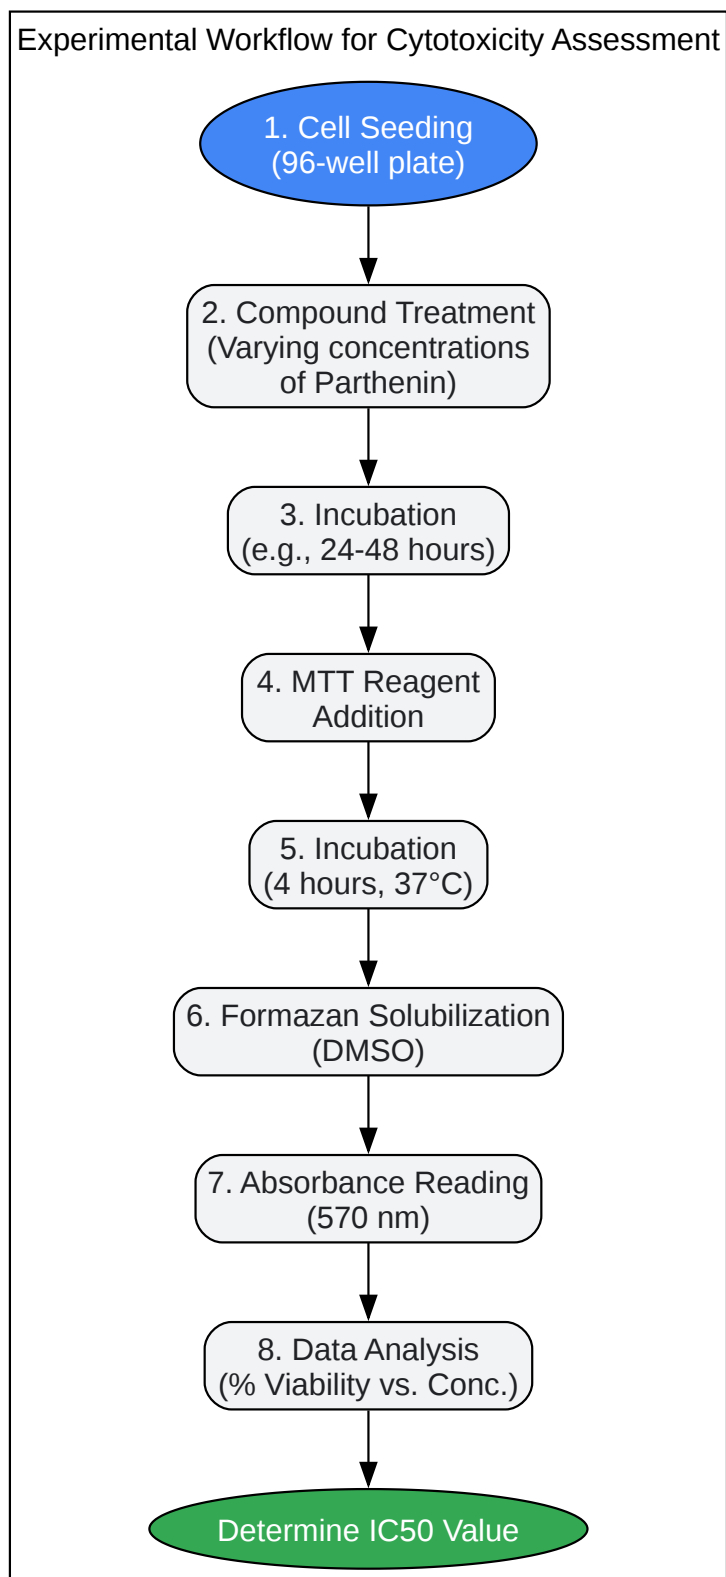 Experimental Workflow for Cytotoxicity Assessment
1. Cell Seeding
(96-well plate)
2. Compound Treatment
(Varying concentrations
of Parthenin)
3. Incubation
(e.g., 24-48 hours)
4. MTT Reagent
Addition
5. Incubation
(4 hours, 37°C)
6. Formazan Solubilization
(DMSO)
7. Absorbance Reading
(570 nm)
8. Data Analysis
(% Viability vs. Conc.)
Determine IC50 Value